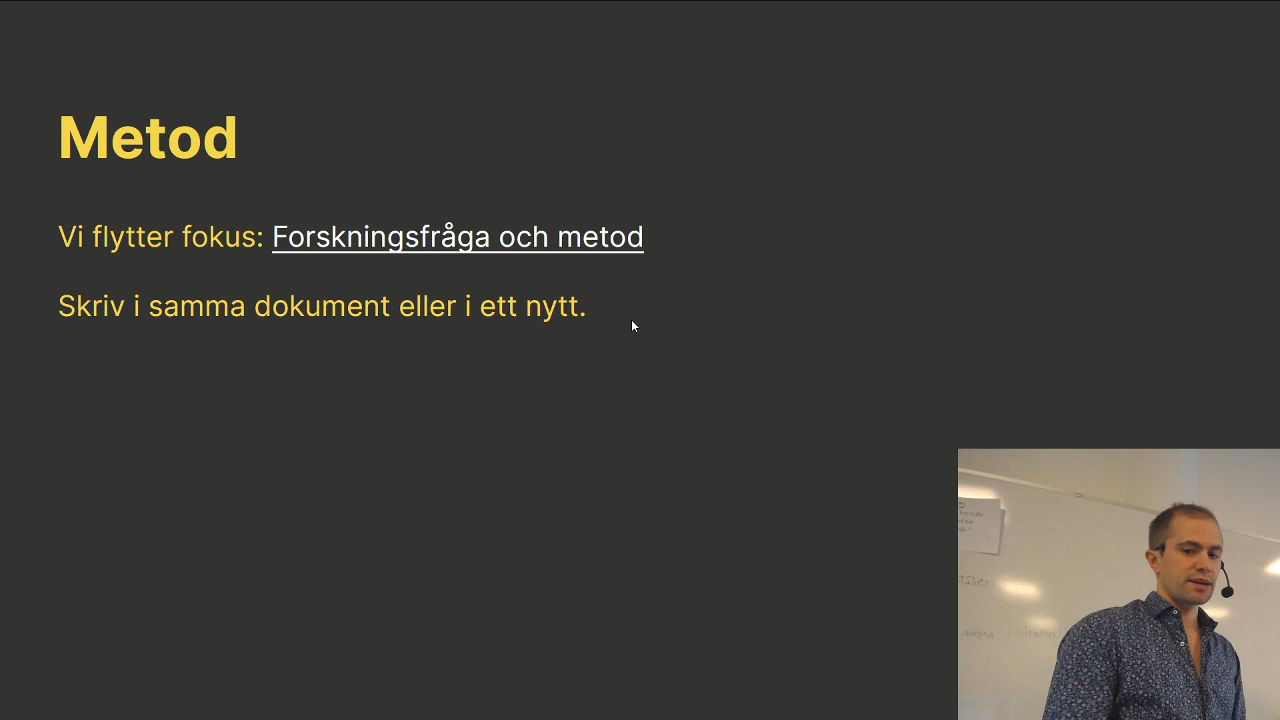 Metod
Vi flytter fokus: Forskningsfråga och metod
Skriv i samma dokument eller i ett nytt.